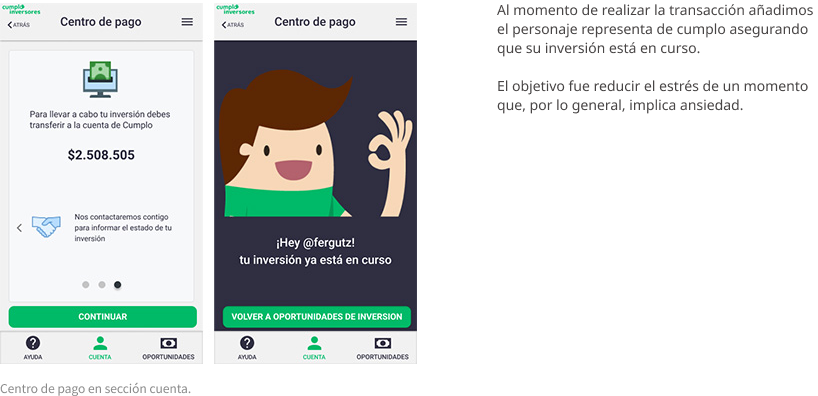 cumplo
inversores
ATRÁS
Centro de pago
Para llevar a cabo tu inversión debes
transferir a la cuenta de Cumplo
$2.508.505
Nos contactaremos contigo
para informar el estado de tu
inversión
CONTINUAR
AYUDA
CUENTA
OPORTUNIDADES
cumplo
inversores
ATRÁS
Centro de pago
¡Hey @fergutz!
tu inversión ya está en curso
VOLVER A OPORTUNIDADES DE INVERSION
AYUDA
CUENTA
OPORTUNIDADES
Al momento de realizar la transacción añadimos
el personaje representa de cumplo asegurando
que su inversión está en curso.
El objetivo fue reducir el estrés de un momento
que, por lo general, implica ansiedad.
Centro de pago en sección cuenta.